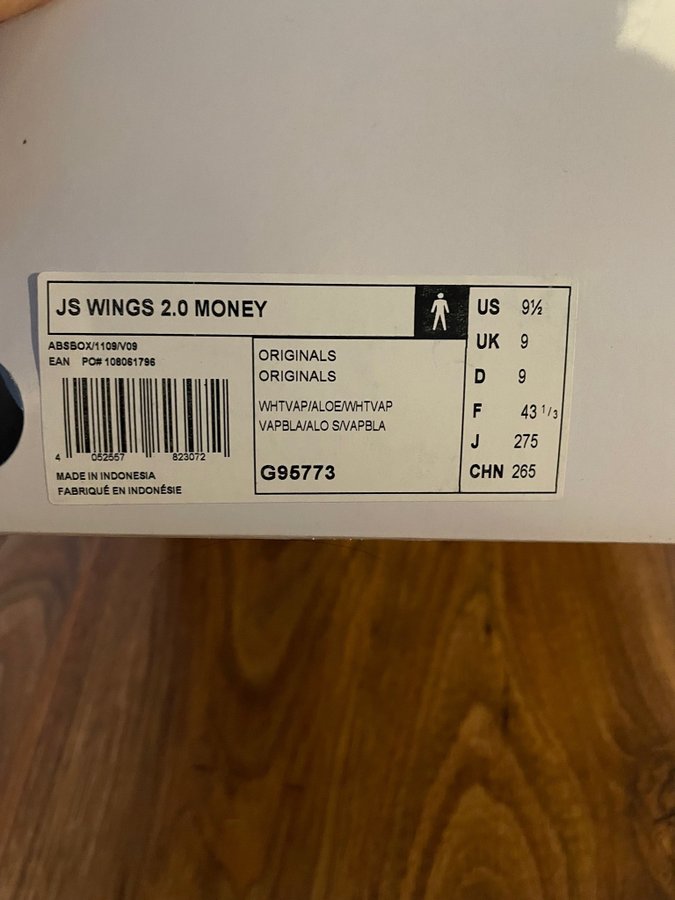 JS WINGS 2.0 MONEY
ABSBOX/1109/V09
EAN PO# 108061796
4 052557 823072
MADE IN INDONESIA
FABRIQUÉ EN INDONÉSIE
ORIGINALS
ORIGINALS
WHTVAP/ALOE/WHTVAP
VAPBLA/ALO S/VAPBLA
G95773
US 9½
UK 9
D 9
F 43 1/3
J 275
CHN 265